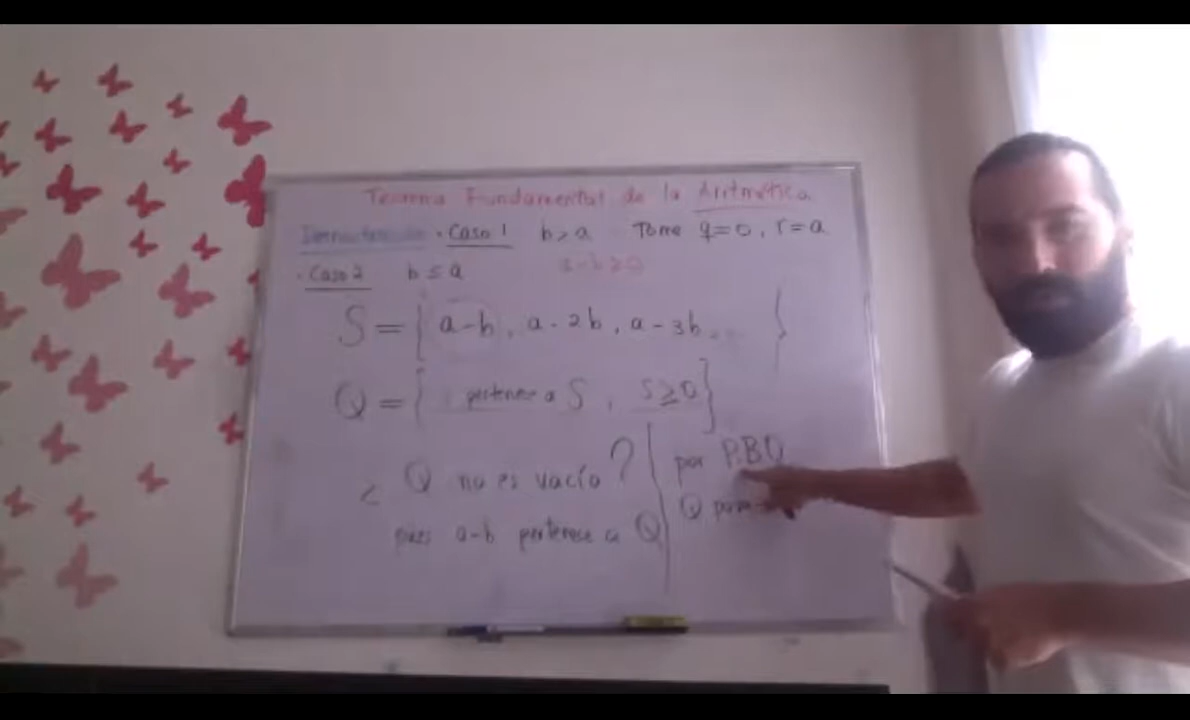 Teorema Fundamental de la Aritmética
Demostración · Caso 1 b > a Tome q = 0, r = a
· Caso 2 b ≤ a a-b ≥ 0
S = { a-b, a-2b, a-3b, ... }
Q = { pertenece a S, S ≥ 0 }
¿ Q no es vacío ?
pues a-b pertenece a Q
por P.B.O
Q